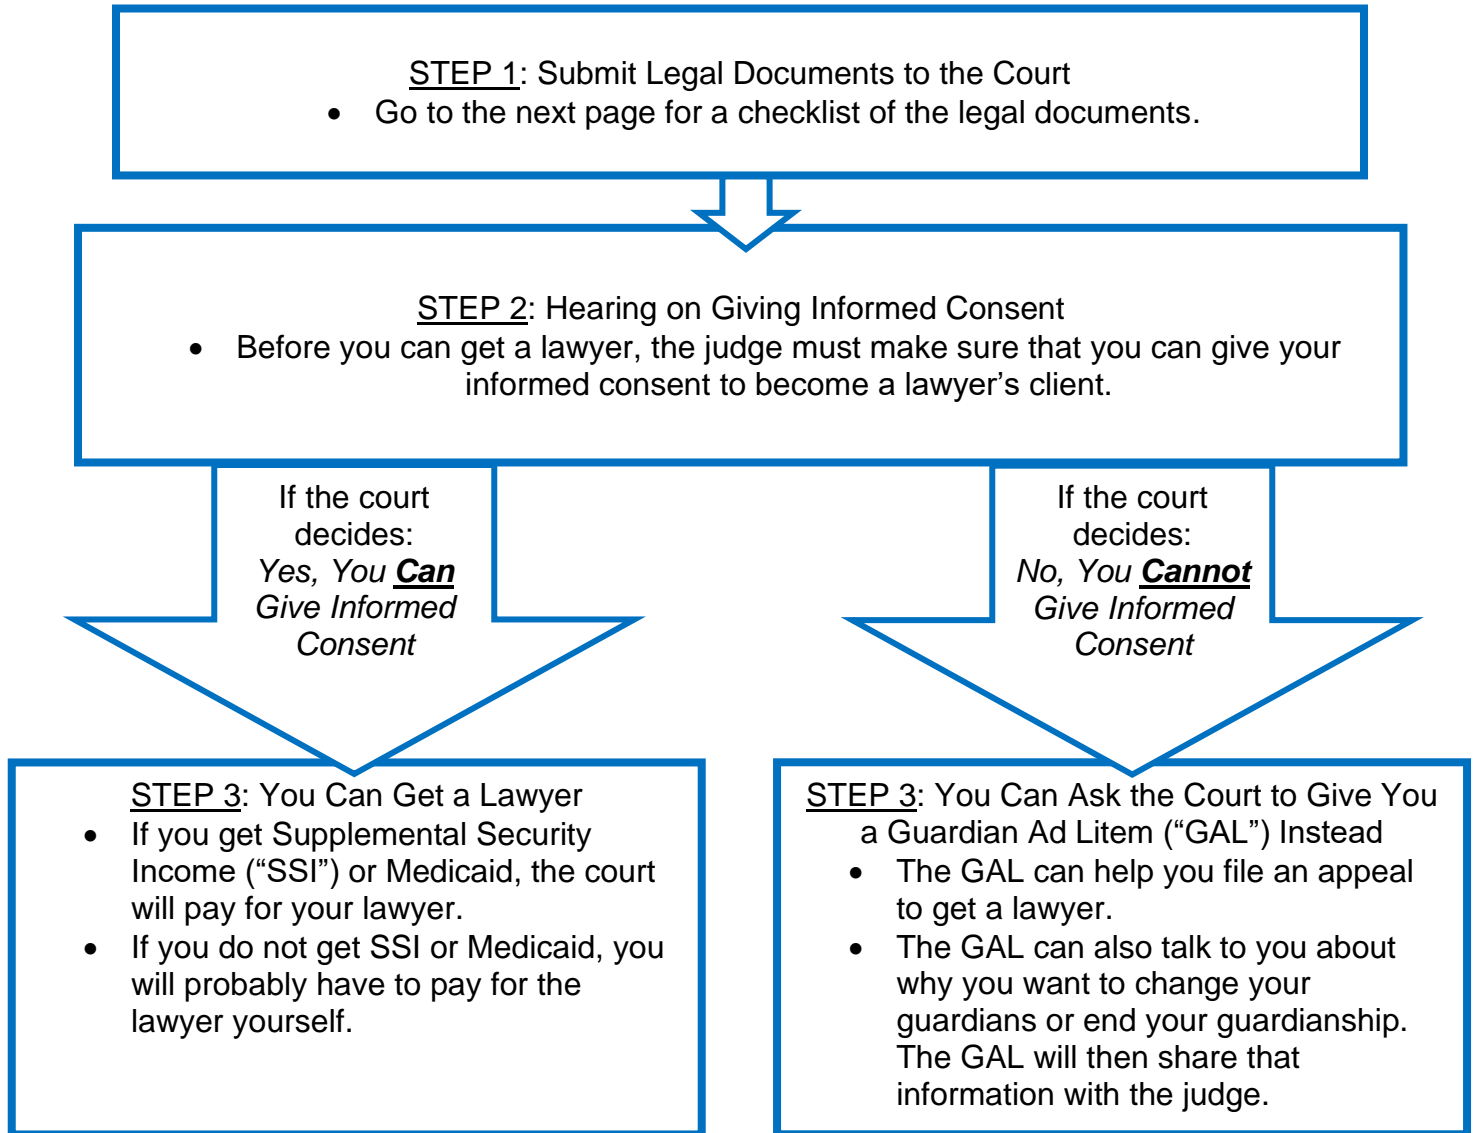 STEP 1: Submit Legal Documents to the Court
• Go to the next page for a checklist of the legal documents.
STEP 2: Hearing on Giving Informed Consent
• Before you can get a lawyer, the judge must make sure that you can give your
informed consent to become a lawyer’s client.
If the court
decides:
Yes, You Can
Give Informed
Consent
If the court
decides:
No, You Cannot
Give Informed
Consent
STEP 3: You Can Get a Lawyer
• If you get Supplemental Security
Income (“SSI”) or Medicaid, the court
will pay for your lawyer.
• If you do not get SSI or Medicaid, you
will probably have to pay for the
lawyer yourself.
STEP 3: You Can Ask the Court to Give You
a Guardian Ad Litem (“GAL”) Instead
• The GAL can help you file an appeal
to get a lawyer.
• The GAL can also talk to you about
why you want to change your
guardians or end your guardianship.
The GAL will then share that
information with the judge.